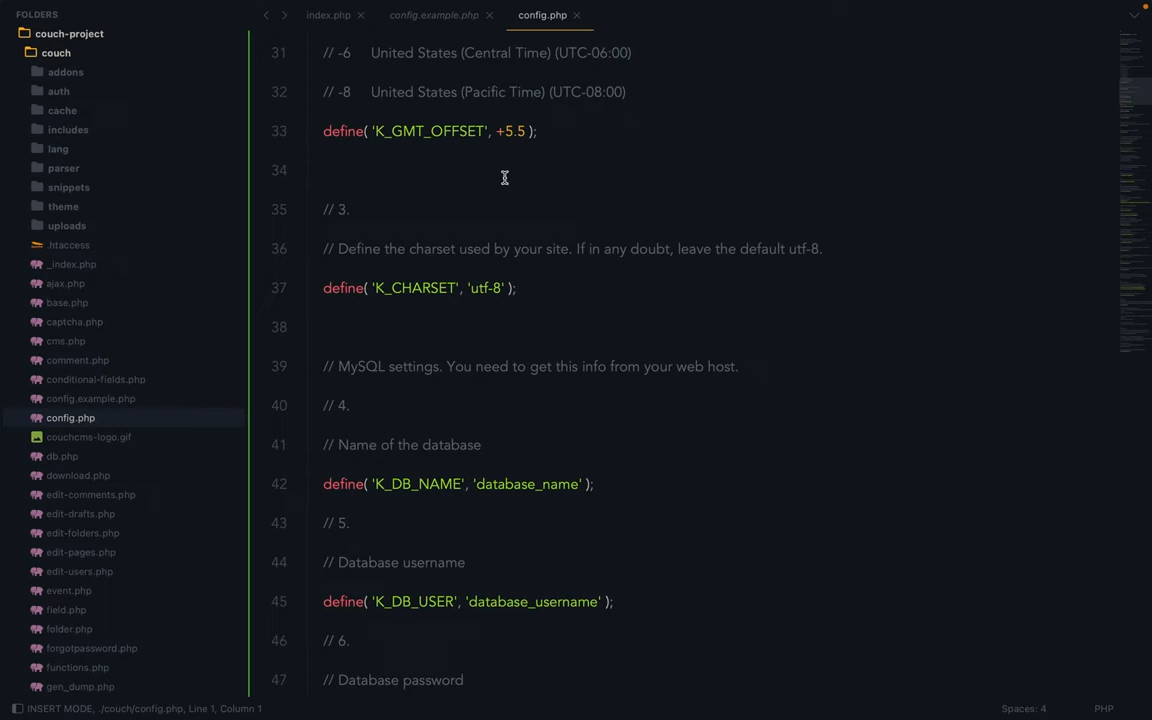 FOLDERS
couch-project
couch
addons
auth
cache
includes
lang
parser
snippets
theme
uploads
.htaccess
_index.php
ajax.php
base.php
captcha.php
cms.php
comment.php
conditional-fields.php
config.example.php
config.php
couchcms-logo.gif
db.php
download.php
edit-comments.php
edit-drafts.php
edit-folders.php
edit-pages.php
edit-users.php
event.php
field.php
folder.php
forgotpassword.php
functions.php
gen_dump.php
index.php config.example.php config.php
31 // -6 United States (Central Time) (UTC-06:00)
32 // -8 United States (Pacific Time) (UTC-08:00)
33 define( 'K_GMT_OFFSET', +5.5 );
34
35 // 3.
36 // Define the charset used by your site. If in any doubt, leave the default utf-8.
37 define( 'K_CHARSET', 'utf-8' );
38
39 // MySQL settings. You need to get this info from your web host.
40 // 4.
41 // Name of the database
42 define( 'K_DB_NAME', 'database_name' );
43 // 5.
44 // Database username
45 define( 'K_DB_USER', 'database_username' );
46 // 6.
47 // Database password
INSERT MODE, ./couch/config.php, Line 1, Column 1 Spaces: 4 PHP